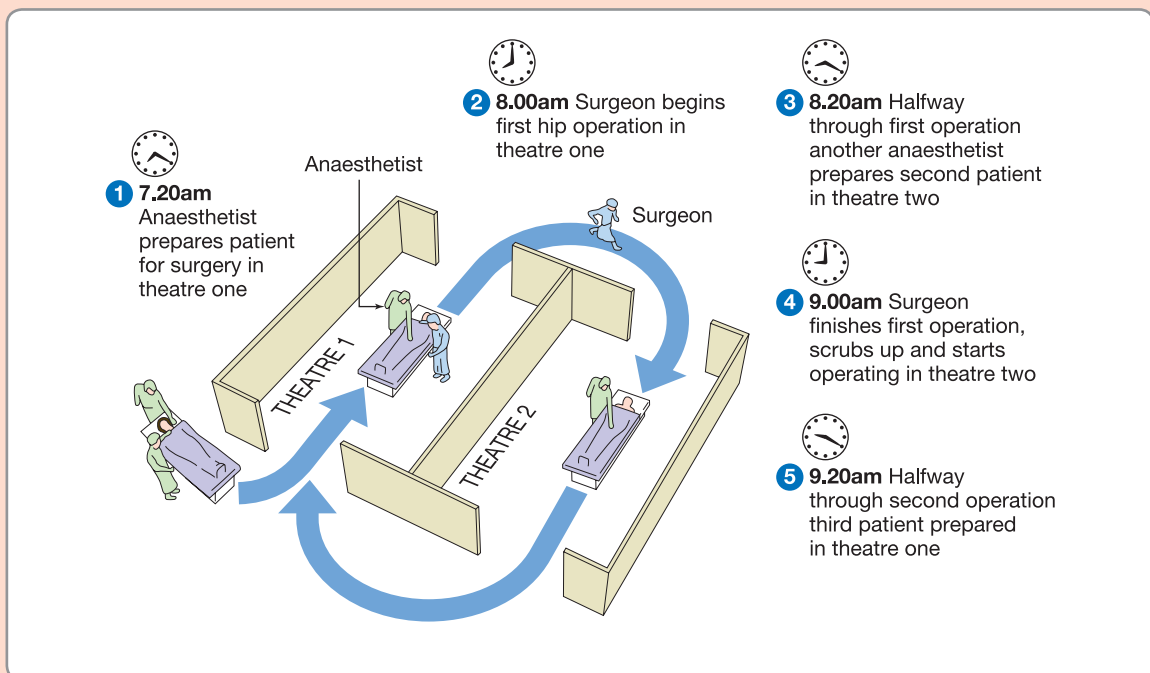 1 7.20am
Anaesthetist
prepares patient
for surgery in
theatre one
Anaesthetist
2 8.00am Surgeon begins
first hip operation in
theatre one
Surgeon
3 8.20am Halfway
through first operation
another anaesthetist
prepares second patient
in theatre two
4 9.00am Surgeon
finishes first operation,
scrubs up and starts
operating in theatre two
5 9.20am Halfway
through second operation
third patient prepared
in theatre one
THEATRE 1
THEATRE 2